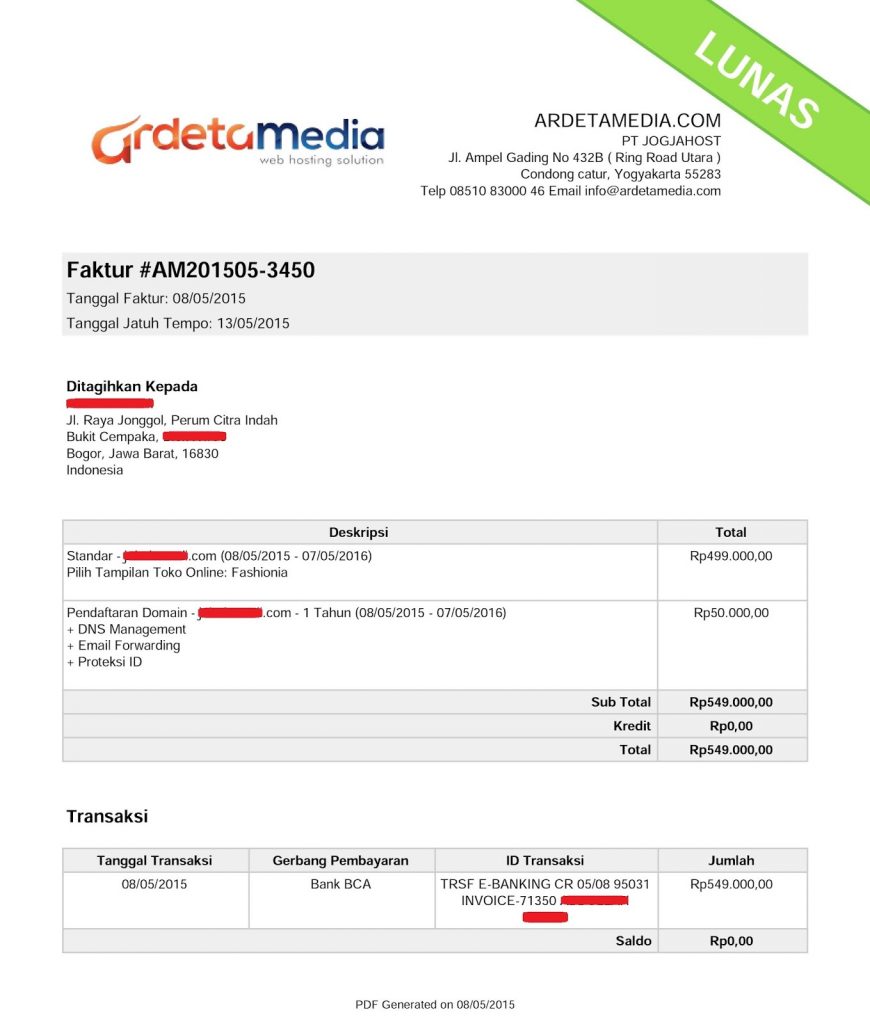 LUNAS
ardetamedia
web hosting solution
ARDETAMEDIA.COM
PT JOGJAHOST
Jl. Ampel Gading No 432B ( Ring Road Utara )
Condong catur, Yogyakarta 55283
Telp 08510 83000 46 Email info@ardetamedia.com
Faktur #AM201505-3450
Tanggal Faktur: 08/05/2015
Tanggal Jatuh Tempo: 13/05/2015
Ditagihkan Kepada
Jl. Raya Jonggol, Perum Citra Indah
Bukit Cempaka,
Bogor, Jawa Barat, 16830
Indonesia
Deskripsi Total
Standar - .com (08/05/2015 - 07/05/2016) Rp499.000,00
Pilih Tampilan Toko Online: Fashionia
Pendaftaran Domain - .com - 1 Tahun (08/05/2015 - 07/05/2016) Rp50.000,00
+ DNS Management
+ Email Forwarding
+ Proteksi ID
Sub Total Rp549.000,00
Kredit Rp0,00
Total Rp549.000,00
Transaksi
Tanggal Transaksi Gerbang Pembayaran ID Transaksi Jumlah
08/05/2015 Bank BCA TRSF E-BANKING CR 05/08 95031 Rp549.000,00
INVOICE-71350
Saldo Rp0,00
PDF Generated on 08/05/2015